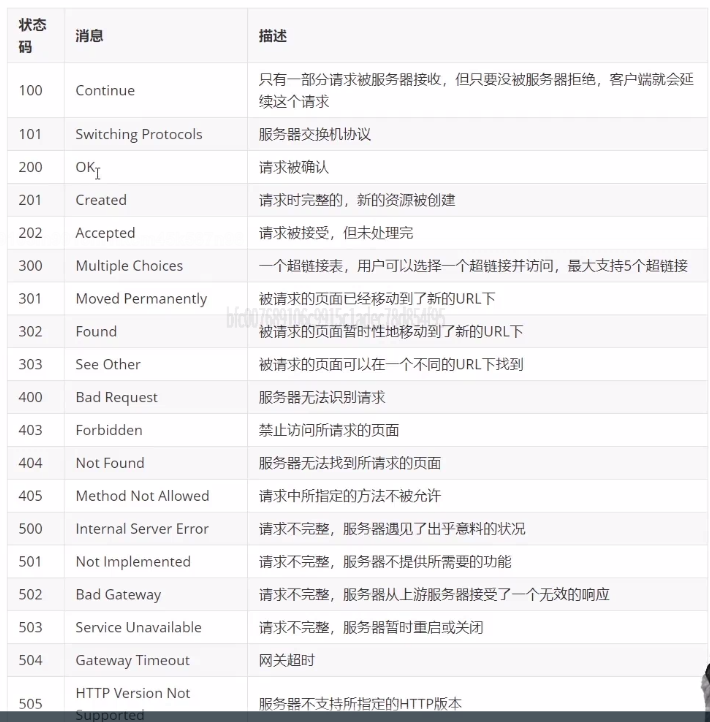 状态
码
消息
描述
100 Continue 只有一部分请求被服务器接收，但只要没被服务器拒绝，客户端就会延
续这个请求
101 Switching Protocols 服务器交换机协议
200 OK 请求被确认
201 Created 请求时完整的，新的资源被创建
202 Accepted 请求被接受，但未处理完
300 Multiple Choices 一个超链接表，用户可以选择一个超链接并访问，最大支持5个超链接
301 Moved Permanently 被请求的页面已经移动到了新的URL下
302 Found 被请求的页面暂时性地移动到了新的URL下
303 See Other 被请求的页面可以在一个不同的URL下找到
400 Bad Request 服务器无法识别请求
403 Forbidden 禁止访问所请求的页面
404 Not Found 服务器无法找到所请求的页面
405 Method Not Allowed 请求中所指定的方法不被允许
500 Internal Server Error 请求不完整，服务器遇见了出乎意料的状况
501 Not Implemented 请求不完整，服务器不提供所需要的功能
502 Bad Gateway 请求不完整，服务器从上游服务器接受了一个无效的响应
503 Service Unavailable 请求不完整，服务器暂时重启或关闭
504 Gateway Timeout 网关超时
505 HTTP Version Not
Supported
服务器不支持所指定的HTTP版本